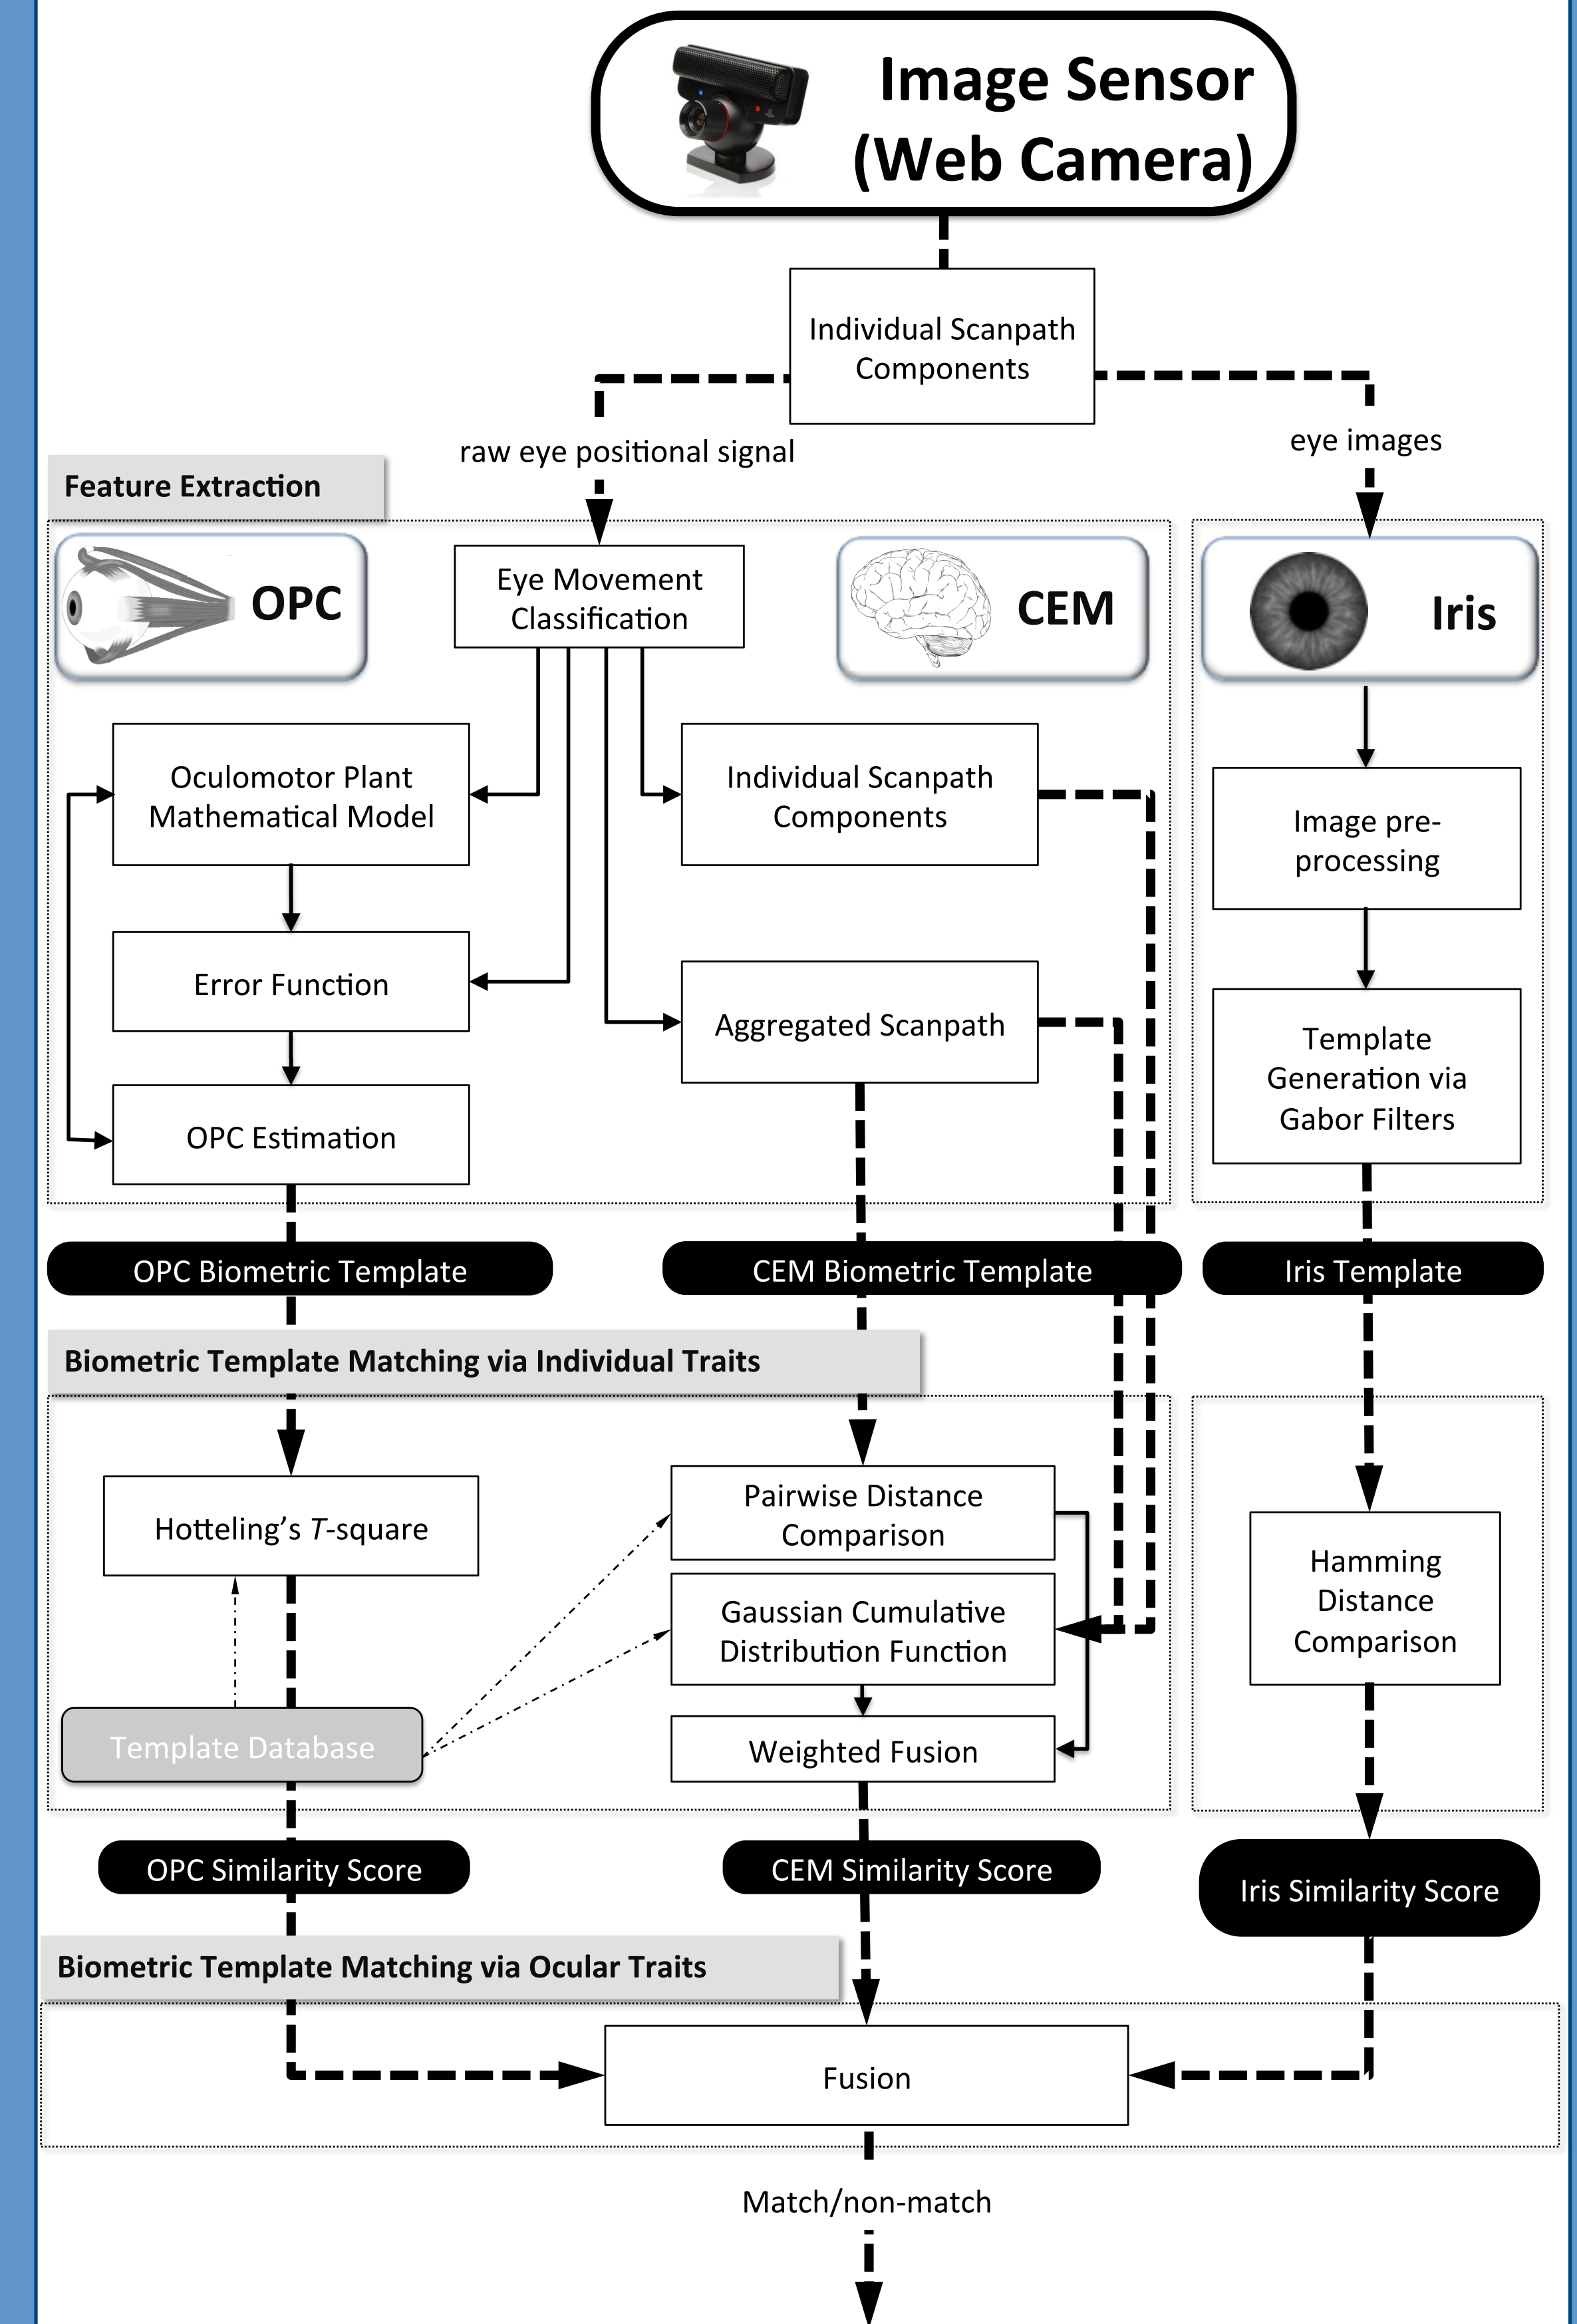 Image Sensor
(Web Camera)
Individual Scanpath
Components
raw eye positional signal
eye images
Feature Extraction
OPC
Eye Movement
Classification
CEM
Iris
Oculomotor Plant
Mathematical Model
Individual Scanpath
Components
Image pre-
processing
Error Function
Aggregated Scanpath
Template
Generation via
Gabor Filters
OPC Estimation
OPC Biometric Template
CEM Biometric Template
Iris Template
Biometric Template Matching via Individual Traits
Hotteling's T-square
Pairwise Distance
Comparison
Gaussian Cumulative
Distribution Function
Hamming
Distance
Comparison
Template Database
Weighted Fusion
OPC Similarity Score
CEM Similarity Score
Iris Similarity Score
Biometric Template Matching via Ocular Traits
Fusion
Match/non-match